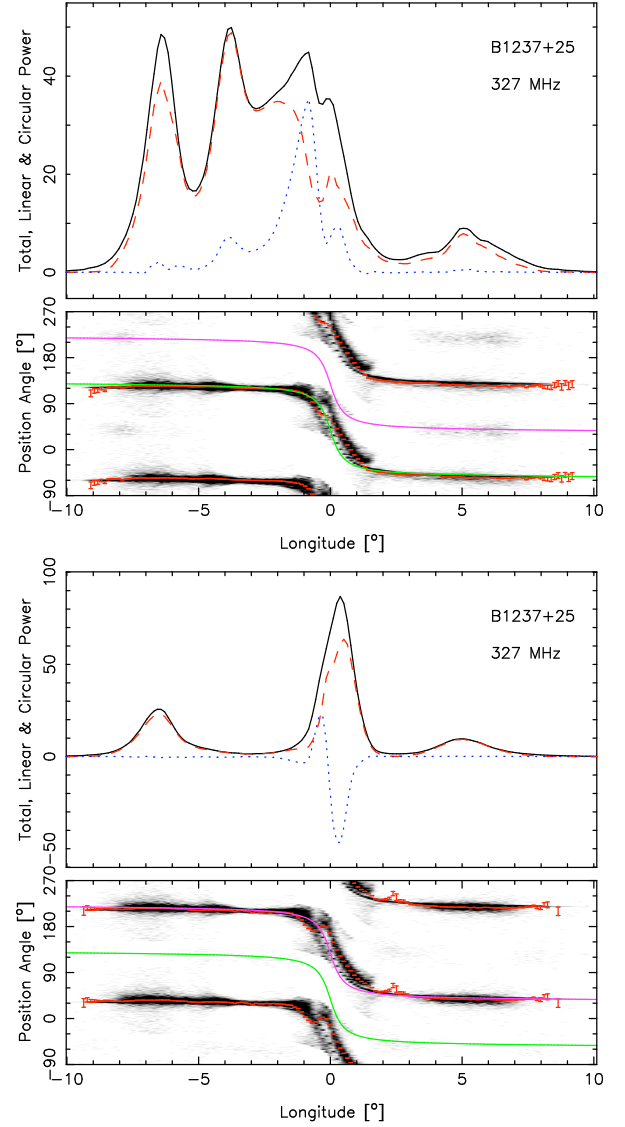 B1237+25
327 MHz
Total, Linear & Circular Power
40
20
0
270
180
90
0
−90
Position Angle [°]
−10
−5
0
5
10
Longitude [°]
B1237+25
327 MHz
Total, Linear & Circular Power
100
50
0
−50
270
180
90
0
−90
Position Angle [°]
−10
−5
0
5
10
Longitude [°]